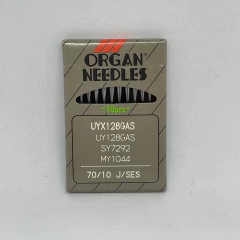 ORGAN®
NEEDLES
10pcs
UYX128GAS
UY128GAS
SY7292
MY1044
70/10 J/SES